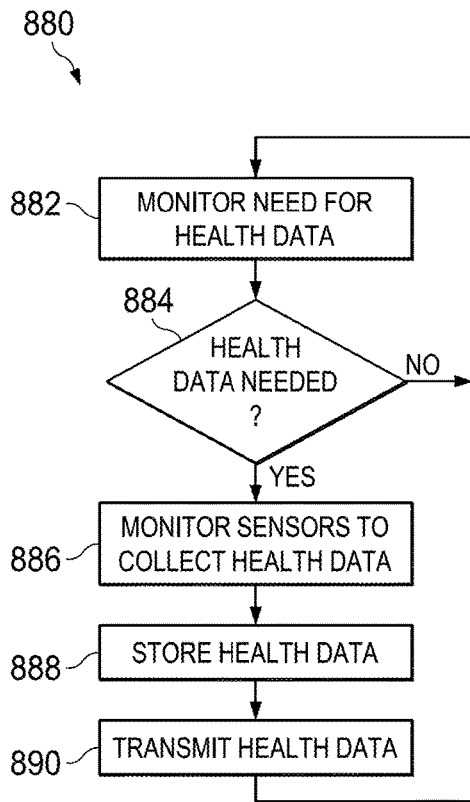 880
882
MONITOR NEED FOR
HEALTH DATA
884
HEALTH
DATA NEEDED
?
NO
YES
886
MONITOR SENSORS TO
COLLECT HEALTH DATA
888
STORE HEALTH DATA
890
TRANSMIT HEALTH DATA